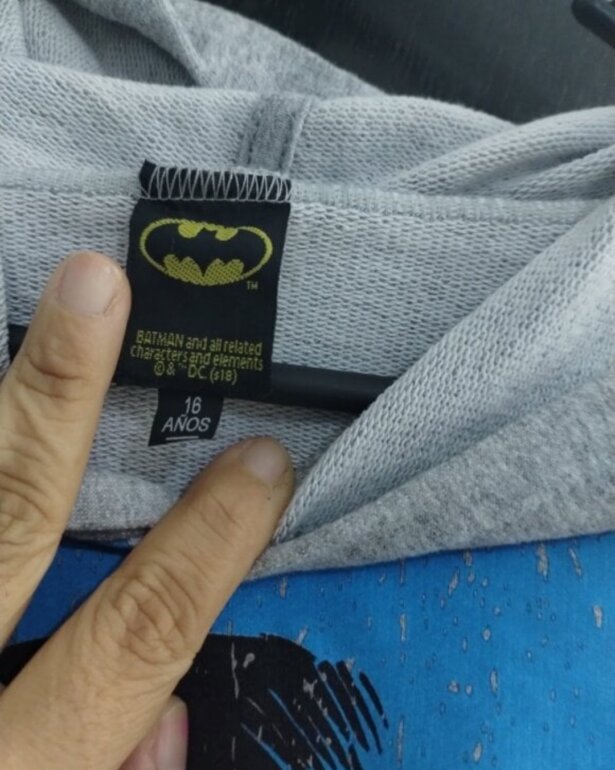 TM
BATMAN and all related
characters and elements
© & ™ DC. (s18)
16
AÑOS